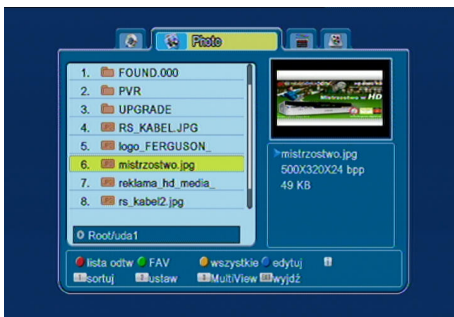 Photo
1. FOUND.000
2. PVR
3. UPGRADE
4. RS_KABEL.JPG
5. logo_FERGUSON_
6. mistrzostwo.jpg
7. reklama_hd_media_
8. rs_kabel2.jpg
Root/uda1
Mistrzostwo w HD
mistrzostwo.jpg
500X320X24 bpp
49 KB
lista odtw FAV wszystkie edytuj
sortuj ustaw MultiView wyjdź